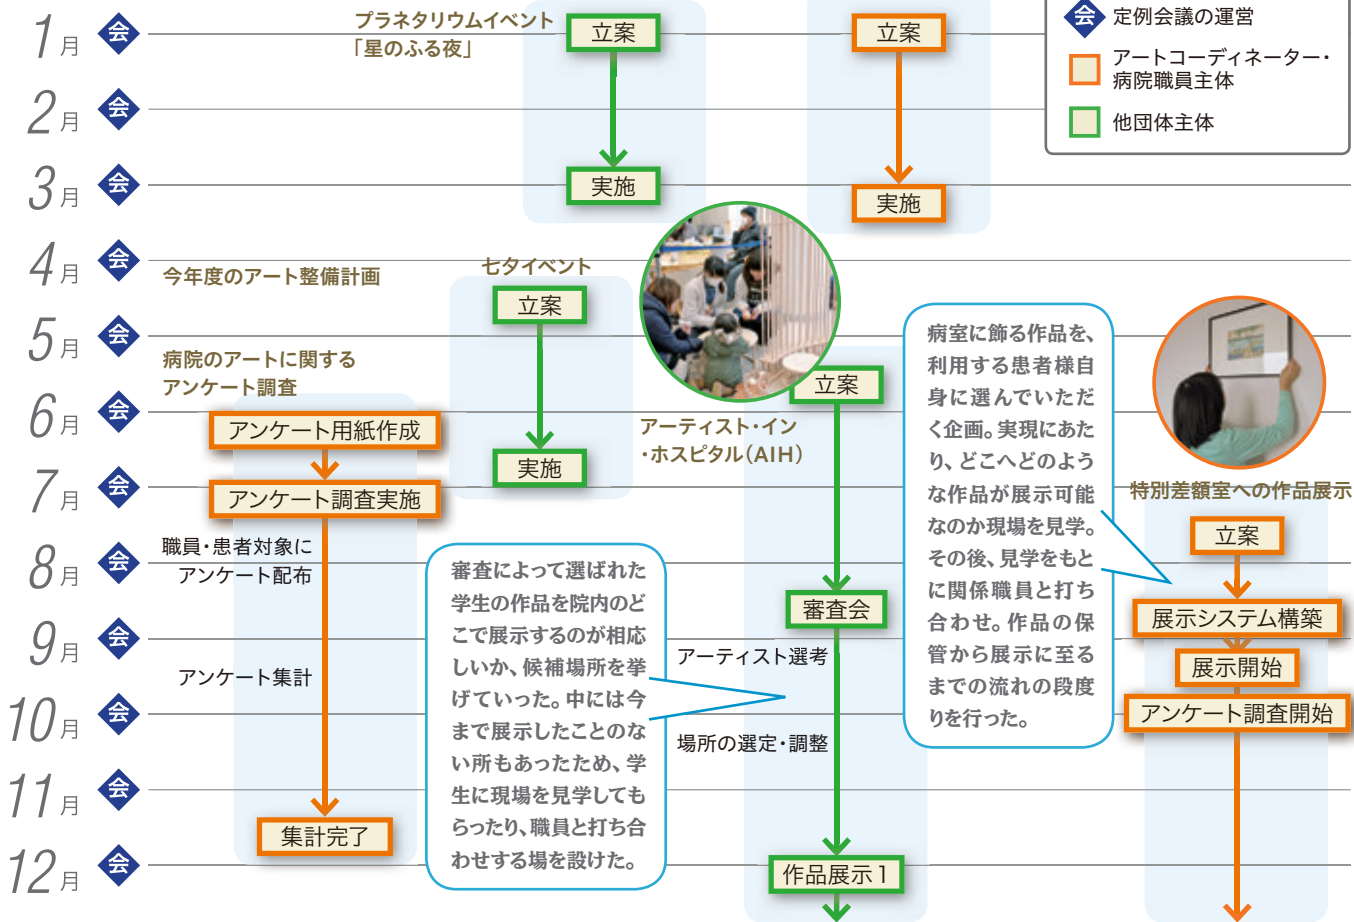 会 定例会議の運営
アートコーディネーター・
病院職員主体
他団体主体
1月 会
プラネタリウムイベント
「星のふる夜」
立案
立案
2月 会
3月 会
実施
実施
4月 会
今年度のアート整備計画
七夕イベント
立案
5月 会
病院のアートに関する
アンケート調査
立案
6月 会
アンケート用紙作成
アーティスト・イン
・ホスピタル（AIH）
実施
7月 会
アンケート調査実施
職員・患者対象に
アンケート配布
8月 会
審査会
9月 会
アーティスト選考
アンケート集計
10月 会
場所の選定・調整
11月 会
集計完了
12月 会
作品展示1
審査によって選ばれた
学生の作品を院内のど
こで展示するのが相応
しいか、候補場所を挙
げていった。中には今
まで展示したことのな
い所もあったため、学
生に現場を見学しても
らったり、職員と打ち合
わせする場を設けた。
病室に飾る作品を、
利用する患者様自
身に選んでいただ
く企画。実現にあた
り、どこへどのよう
な作品が展示可能
なのか現場を見学。
その後、見学をもと
に関係職員と打ち
合わせ。作品の保
管から展示に至る
までの流れの段度
りを行った。
特別差額室への作品展示
立案
展示システム構築
展示開始
アンケート調査開始